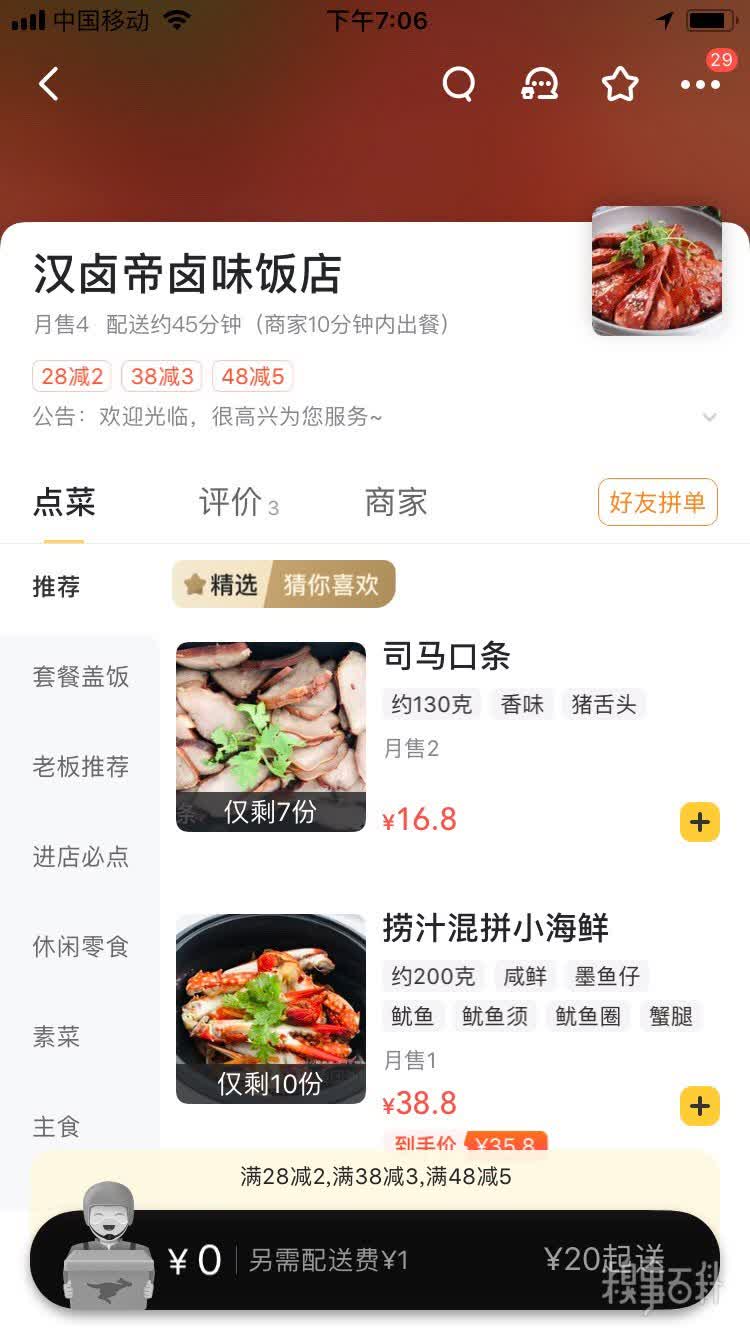 中国移动
下午7:06
29
汉卤帝卤味饭店
月售4 配送约45分钟（商家10分钟内出餐）
28减2 38减3 48减5
公告：欢迎光临，很高兴为您服务~
点菜 评价3 商家 好友拼单
推荐
套餐盖饭
老板推荐
进店必点
休闲零食
素菜
主食
精选 猜你喜欢
司马口条
约130克 香味 猪舌头
月售2
仅剩7份
¥16.8
捞汁混拼小海鲜
约200克 咸鲜 墨鱼仔
鱿鱼 鱿鱼须 鱿鱼圈 蟹腿
月售1
仅剩10份
¥38.8
到手价 ¥35.8
满28减2,满38减3,满48减5
¥0 另需配送费¥1 ¥20起送
糗事百科